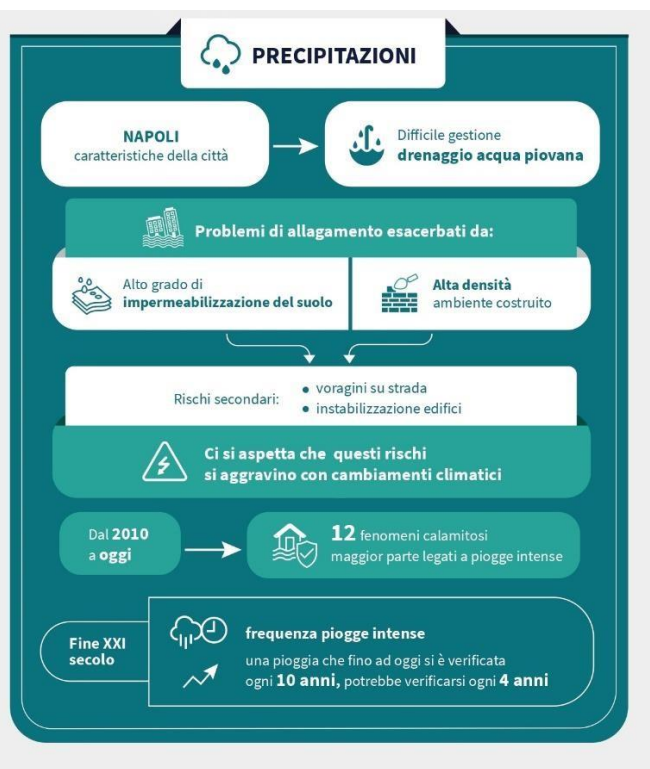 PRECIPITAZIONI
NAPOLI
caratteristiche della città
Difficile gestione
drenaggio acqua piovana
Problemi di allagamento esacerbati da:
Alto grado di
impermeabilizzazione del suolo
Alta densità
ambiente costruito
Rischi secondari:
• voragini su strada
• instabilizzazione edifici
Ci si aspetta che questi rischi
si aggravino con cambiamenti climatici
Dal 2010
a oggi
12 fenomeni calamitosi
maggior parte legati a piogge intense
Fine XXI
secolo
frequenza piogge intense
una pioggia che fino ad oggi si è verificata
ogni 10 anni, potrebbe verificarsi ogni 4 anni